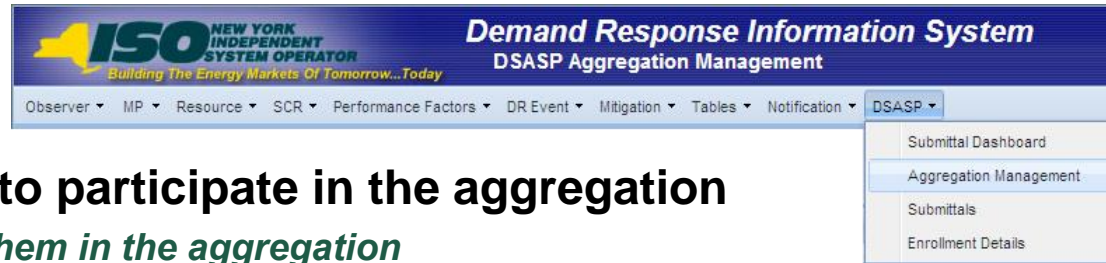 NEW YORK
ISO INDEPENDENT
SYSTEM OPERATOR
Building The Energy Markets Of Tomorrow...Today
Demand Response Information System
DSASP Aggregation Management
Observer MP Resource SCR Performance Factors DR Event Mitigation Tables Notification DSASP
Submittal Dashboard
Aggregation Management
Submittals
Enrollment Details
to participate in the aggregation
hem in the aggregation